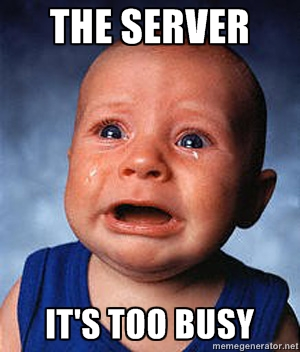 THE SERVER
IT'S TOO BUSY
memegenerator.net